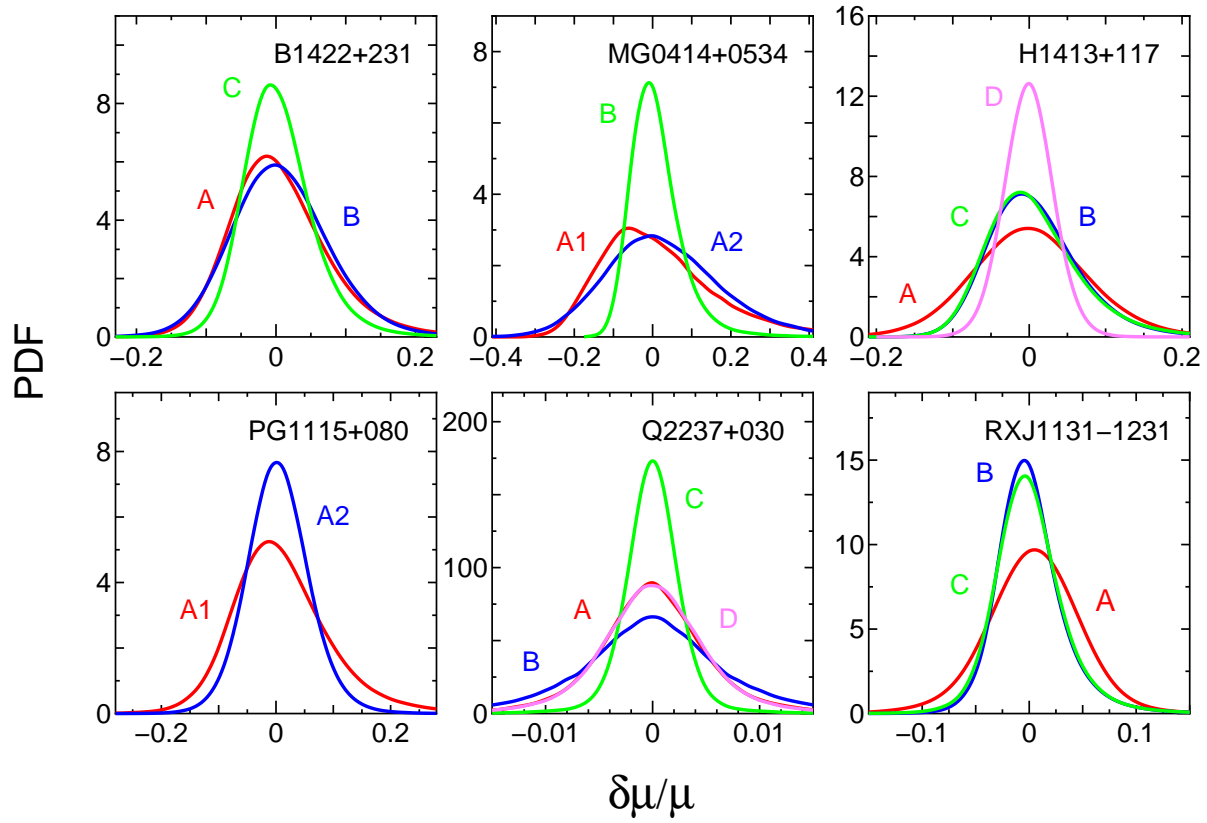 B1422+231
C
A
B
0
4
8
−0.2
0
0.2
MG0414+0534
B
A1
A2
0
4
8
−0.4
−0.2
0
0.2
0.4
H1413+117
D
C
B
A
0
4
8
12
16
−0.2
−0.1
0
0.1
0.2
PDF
PG1115+080
A2
A1
0
4
8
−0.2
0
0.2
Q2237+030
C
A
D
B
0
100
200
−0.01
0
0.01
RXJ1131−1231
B
C
A
0
5
10
15
−0.1
0
0.1
δμ/μ